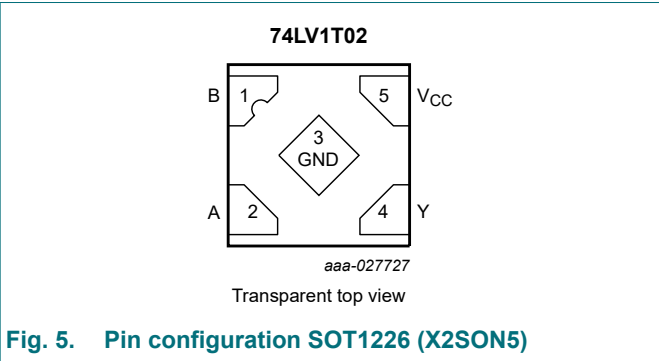 74LV1T02
B 1 5 VCC
3
GND
A 2 4 Y
aaa-027727
Transparent top view
Fig. 5. Pin configuration SOT1226 (X2SON5)